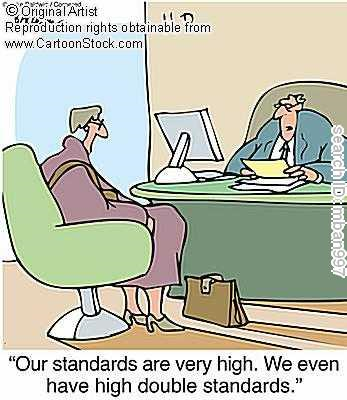 © Original Artist
Reproduction rights obtainable from
www.CartoonStock.com
search ID: mban997
“Our standards are very high. We even
have high double standards.”